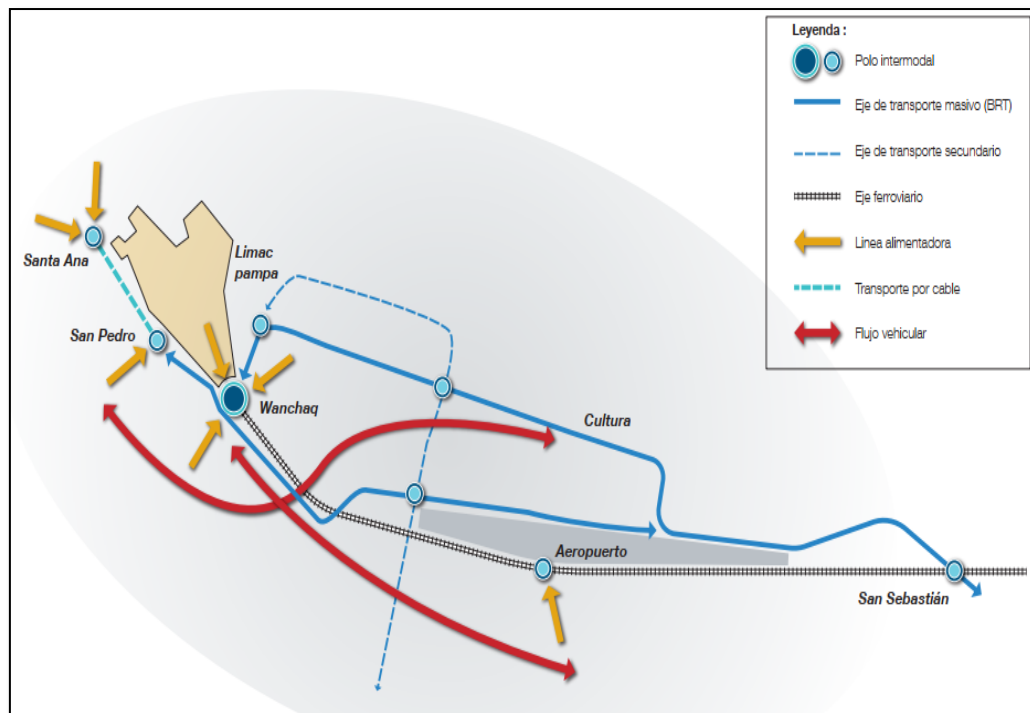 Leyenda :
Polo intermodal
Eje de transporte masivo (BRT)
Eje de transporte secundario
Eje ferroviario
Linea alimentadora
Transporte por cable
Flujo vehicular
Santa Ana
Limac
pampa
San Pedro
Wanchaq
Cultura
Aeropuerto
San Sebastián